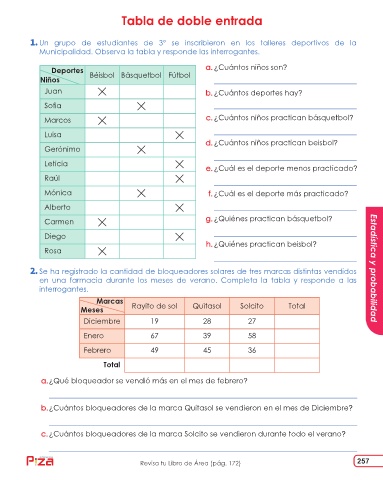 Tabla de doble entrada
1. Un grupo de estudiantes de 3° se inscribieron en los talleres deportivos de la
Municipalidad. Observa la tabla y responde las interrogantes.
Deportes
Niños
Béisbol Básquetbol Fútbol
Juan
Sofía
Marcos
Luisa
Gerónimo
Leticia
Raúl
Mónica
Alberto
Carmen
Diego
Rosa
a. ¿Cuántos niños son?
b. ¿Cuántos deportes hay?
c. ¿Cuántos niños practican básquetbol?
d. ¿Cuántos niños practican beisbol?
e. ¿Cuál es el deporte menos practicado?
f. ¿Cuál es el deporte más practicado?
g. ¿Quiénes practican básquetbol?
h. ¿Quiénes practican beisbol?
Estadística y probabilidad
2. Se ha registrado la cantidad de bloqueadores solares de tres marcas distintas vendidos
en una farmacia durante los meses de verano. Completa la tabla y responde a las
interrogantes.
Marcas
Meses
Rayito de sol Quitasol Solcito Total
Diciembre 19 28 27
Enero 67 39 58
Febrero 49 45 36
Total
a. ¿Qué bloqueador se vendió más en el mes de febrero?
b. ¿Cuántos bloqueadores de la marca Quitasol se vendieron en el mes de Diciembre?
c. ¿Cuántos bloqueadores de la marca Solcito se vendieron durante todo el verano?
Revisa tu Libro de Área (pág. 172)
257